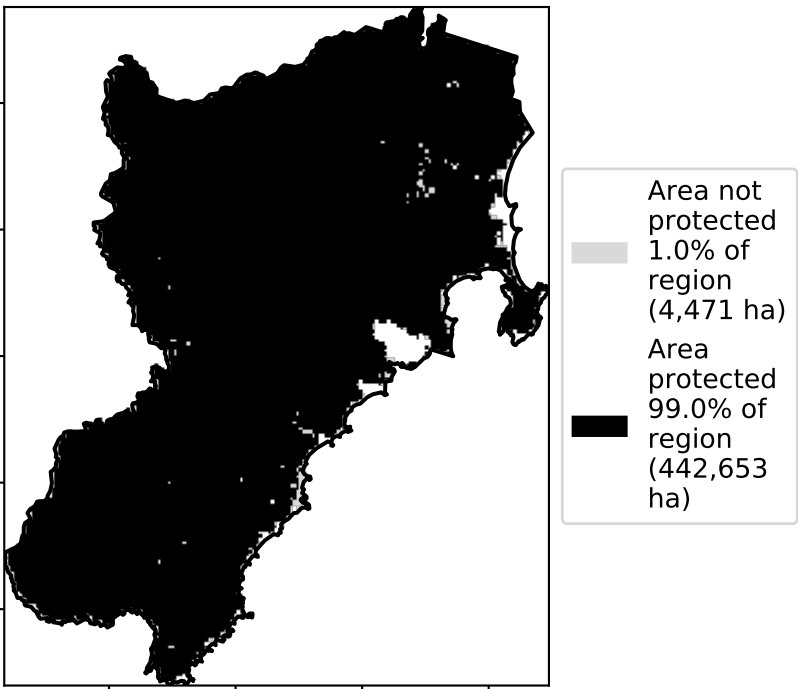 Area not
protected
1.0% of
region
(4,471 ha)
Area
protected
99.0% of
region
(442,653
ha)